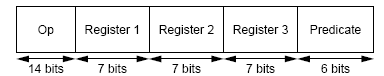 Op Register 1 Register 2 Register 3 Predicate
14 bits 7 bits 7 bits 7 bits 6 bits